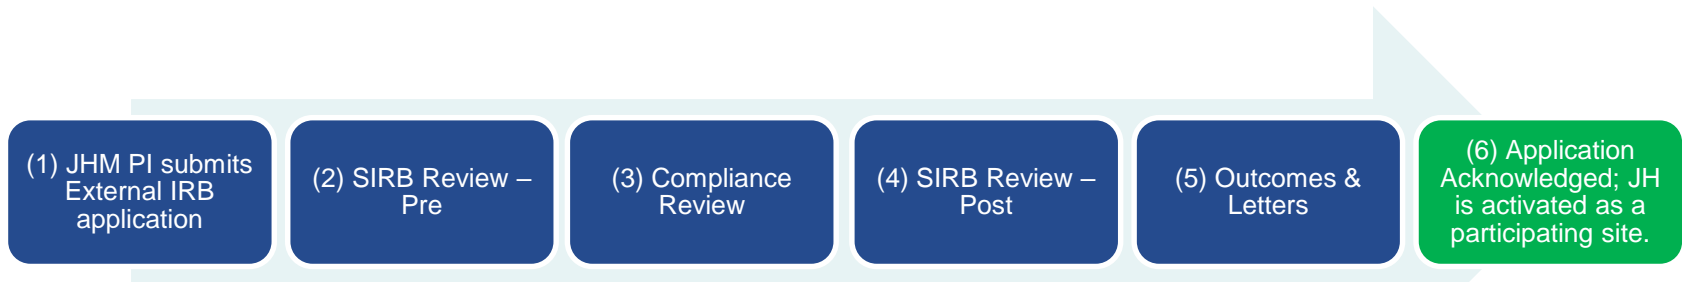 (1) JHM PI submits
External IRB
application
(2) SIRB Review –
Pre
(3) Compliance
Review
(4) SIRB Review –
Post
(5) Outcomes &
Letters
(6) Application
Acknowledged; JH
is activated as a
participating site.